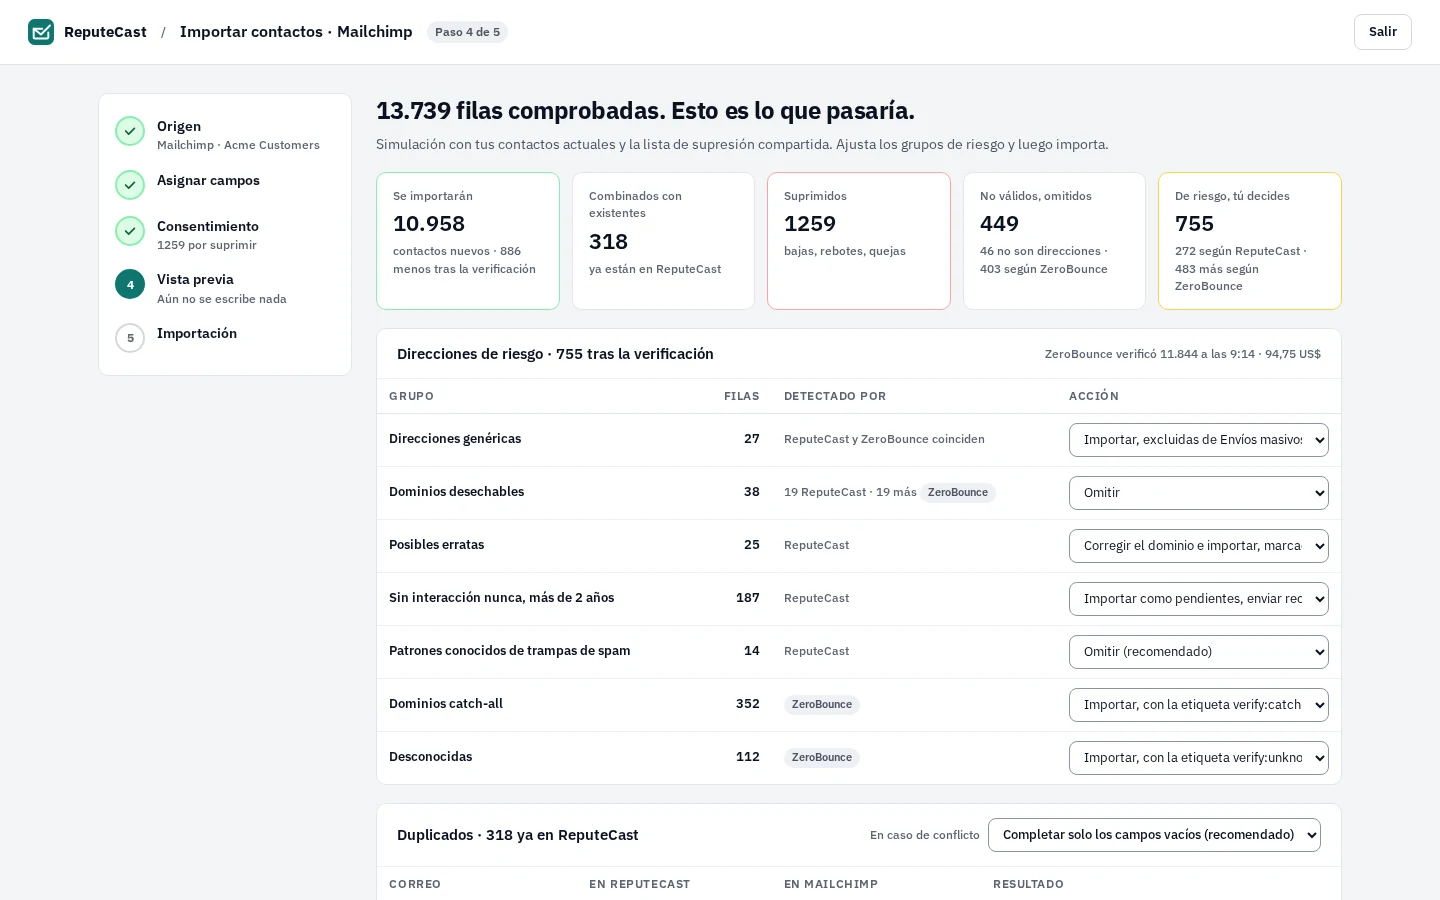 ReputeCast / Importar contactos · Mailchimp Paso 4 de 5 Salir
Origen
Mailchimp · Acme Customers
Asignar campos
Consentimiento
1259 por suprimir
4 Vista previa
Aún no se escribe nada
5 Importación
13.739 filas comprobadas. Esto es lo que pasaría.
Simulación con tus contactos actuales y la lista de supresión compartida. Ajusta los grupos de riesgo y luego importa.
Se importarán
10.958
contactos nuevos · 886
menos tras la verificación
Combinados con
existentes
318
ya están en ReputeCast
Suprimidos
1259
bajas, rebotes, quejas
No válidos, omitidos
449
46 no son direcciones ·
403 según ZeroBounce
De riesgo, tú decides
755
272 según ReputeCast ·
483 más según
ZeroBounce
Direcciones de riesgo · 755 tras la verificación ZeroBounce verificó 11.844 a las 9:14 · 94,75 US$
GRUPO FILAS DETECTADO POR ACCIÓN
Direcciones genéricas 27 ReputeCast y ZeroBounce coinciden Importar, excluidas de Envíos masivos
Dominios desechables 38 19 ReputeCast · 19 más ZeroBounce Omitir
Posibles erratas 25 ReputeCast Corregir el dominio e importar, marca
Sin interacción nunca, más de 2 años 187 ReputeCast Importar como pendientes, enviar rec
Patrones conocidos de trampas de spam 14 ReputeCast Omitir (recomendado)
Dominios catch-all 352 ZeroBounce Importar, con la etiqueta verify:catch
Desconocidas 112 ZeroBounce Importar, con la etiqueta verify:unkno
Duplicados · 318 ya en ReputeCast En caso de conflicto Completar solo los campos vacíos (recomendado)
CORREO EN REPUTECAST EN MAILCHIMP RESULTADO